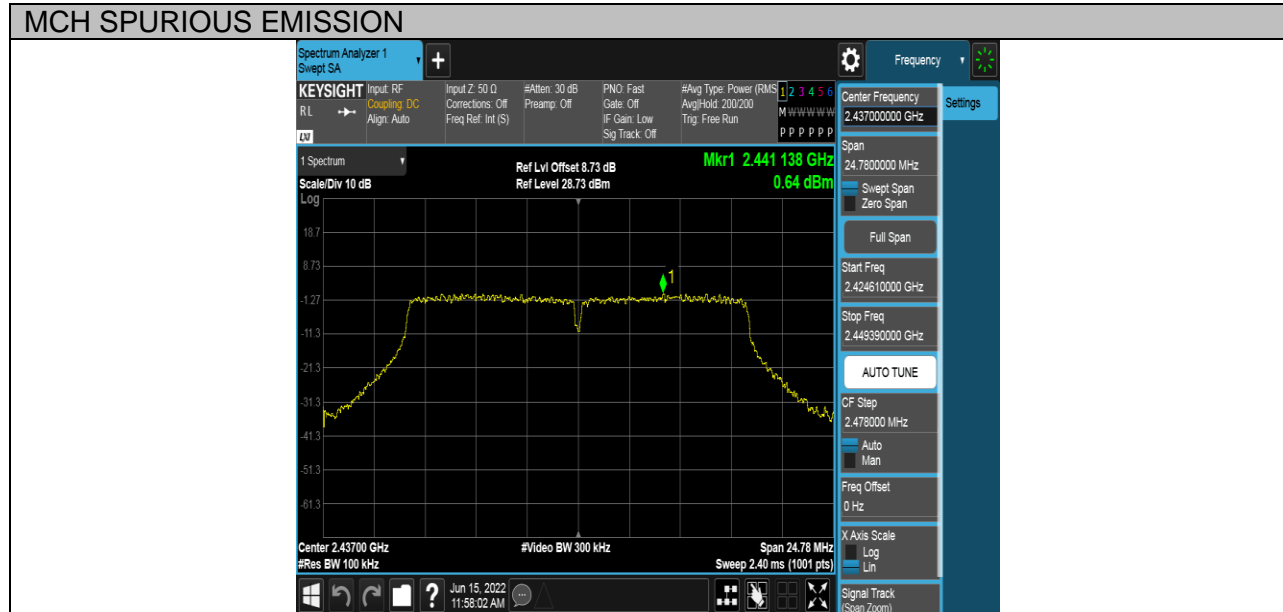 MCH SPURIOUS EMISSION
Spectrum Analyzer 1
Swept SA
+
Frequency
KEYSIGHT
RL
LXI
Input: RF
Coupling: DC
Align: Auto
Input Z: 50 Ω
Corrections: Off
Freq Ref: Int (S)
#Atten: 30 dB
Preamp: Off
PNO: Fast
Gate: Off
IF Gain: Low
Sig Track: Off
#Avg Type: Power (RMS
Avg|Hold: 200/200
Trig: Free Run
1 2 3 4 5 6
M W W W W W
P P P P P P
1 Spectrum
Scale/Div 10 dB
Log
Ref Lvl Offset 8.73 dB
Ref Level 28.73 dBm
Mkr1 2.441 138 GHz
0.64 dBm
18.7
8.73
-1.27
-11.3
-21.3
-31.3
-41.3
-51.3
-61.3
1
Center 2.43700 GHz
#Res BW 100 kHz
#Video BW 300 kHz
Span 24.78 MHz
Sweep 2.40 ms (1001 pts)
?
Jun 15, 2022
11:58:02 AM
Center Frequency
2.437000000 GHz
Settings
Span
24.7800000 MHz
Swept Span
Zero Span
Full Span
Start Freq
2.424610000 GHz
Stop Freq
2.449390000 GHz
AUTO TUNE
CF Step
2.478000 MHz
Auto
Man
Freq Offset
0 Hz
X Axis Scale
Log
Lin
Signal Track
(Span Zoom)